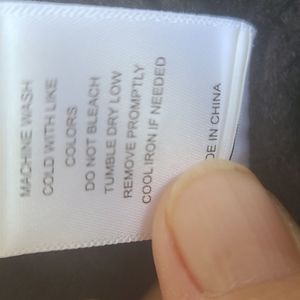 MACHINE WASH
COLD WITH LIKE
COLORS
DO NOT BLEACH
TUMBLE DRY LOW
REMOVE PROMPTLY
COOL IRON IF NEEDED
DE IN CHINA